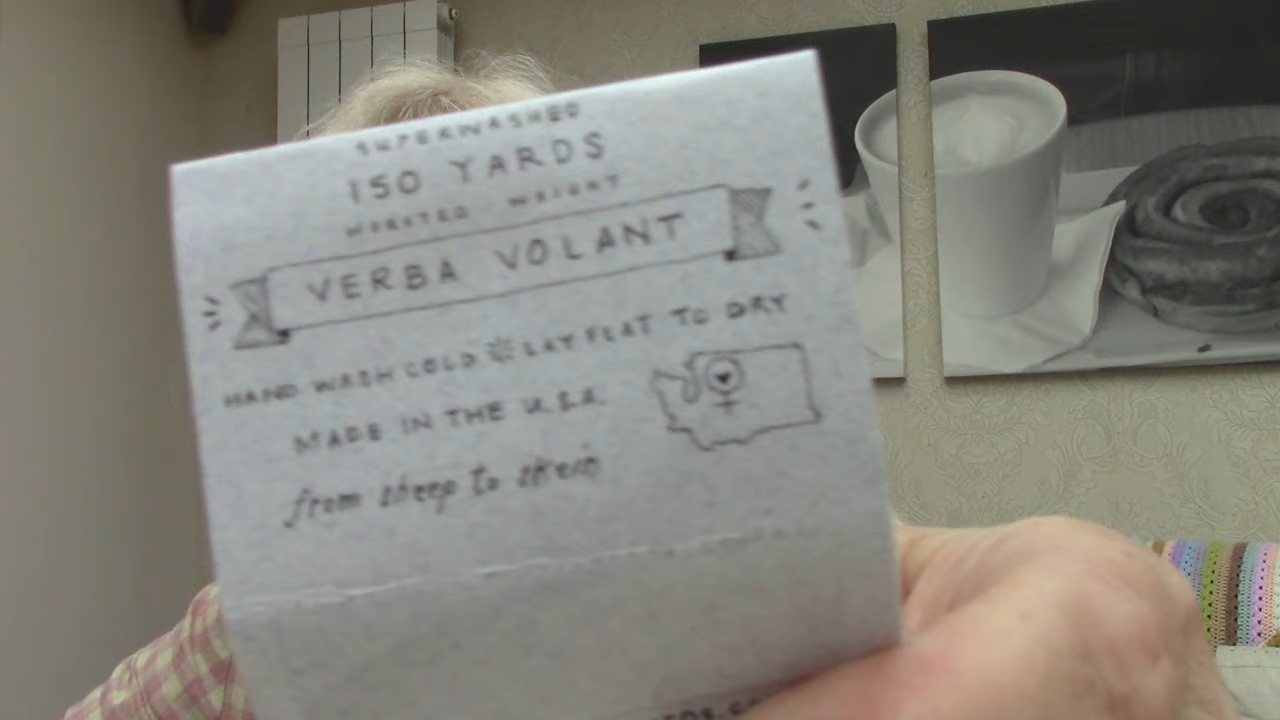 SUPERWASHED
150 YARDS
WORSTED WEIGHT
VERBA VOLANT
HAND WASH COLD LAY FLAT TO DRY
MADE IN THE U.S.A.
from sheep to skein